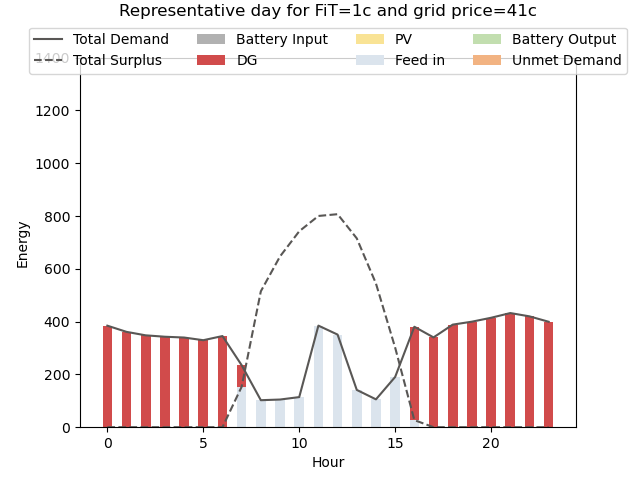 Representative day for FiT=1c and grid price=41c
Total Demand
Total Surplus
Battery Input
DG
PV
Feed in
Battery Output
Unmet Demand
1400
1200
1000
800
600
400
200
0
Energy
0
5
10
15
20
Hour